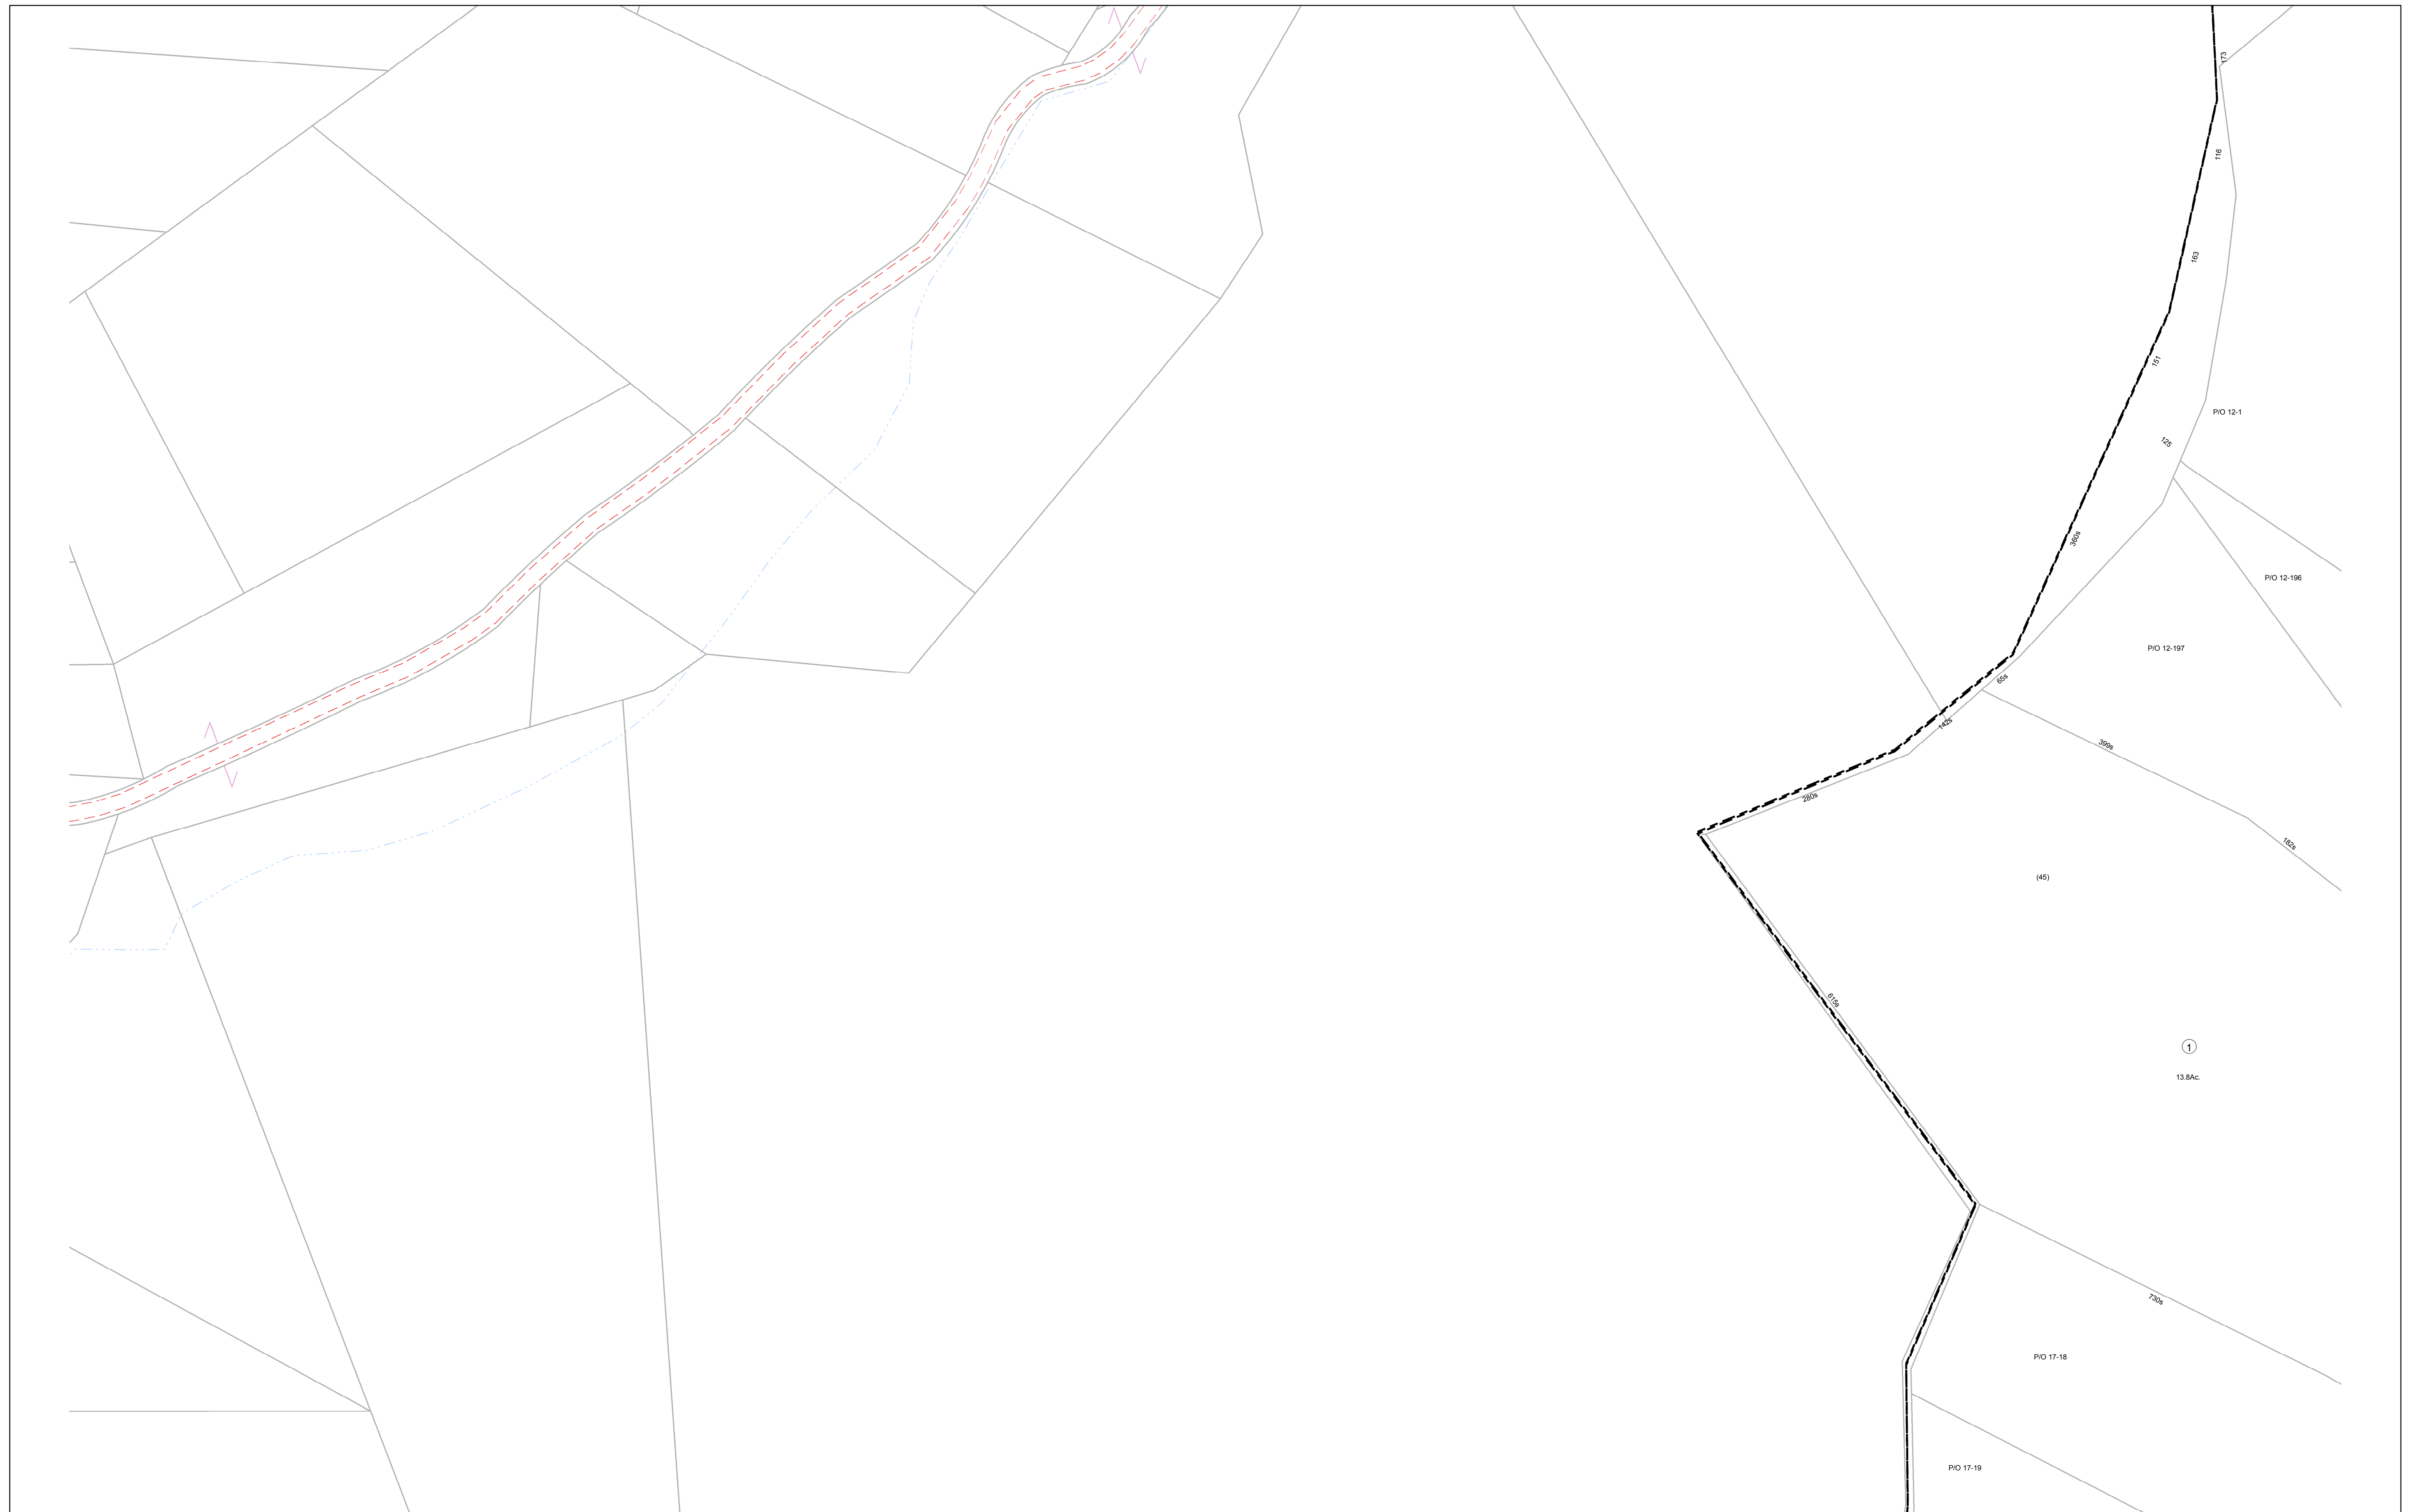 173
116
163
151
P/O 12-1
125
360s
P/O 12-196
P/O 12-197
65s
142s
399s
280s
182s
(45)
615s
1
13.8Ac.
730s
P/O 17-18
P/O 17-19